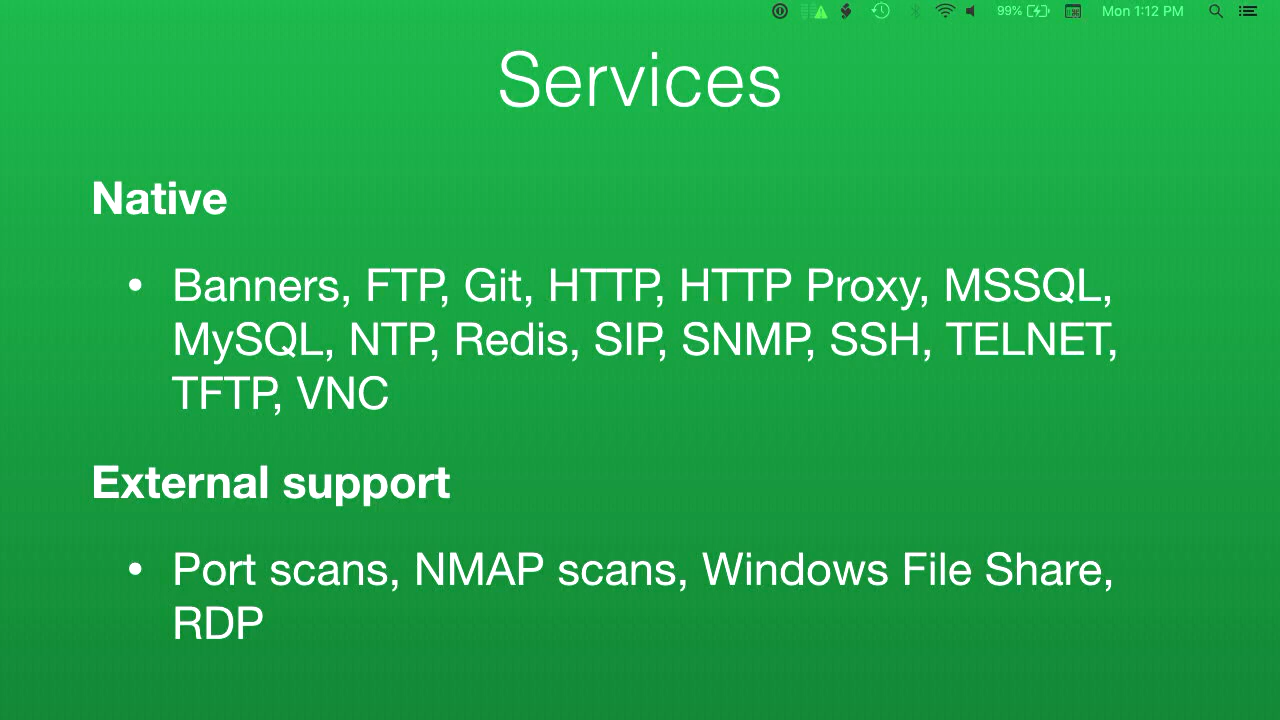 99% Mon 1:12 PM
Services
Native
• Banners, FTP, Git, HTTP, HTTP Proxy, MSSQL,
MySQL, NTP, Redis, SIP, SNMP, SSH, TELNET,
TFTP, VNC
External support
• Port scans, NMAP scans, Windows File Share,
RDP